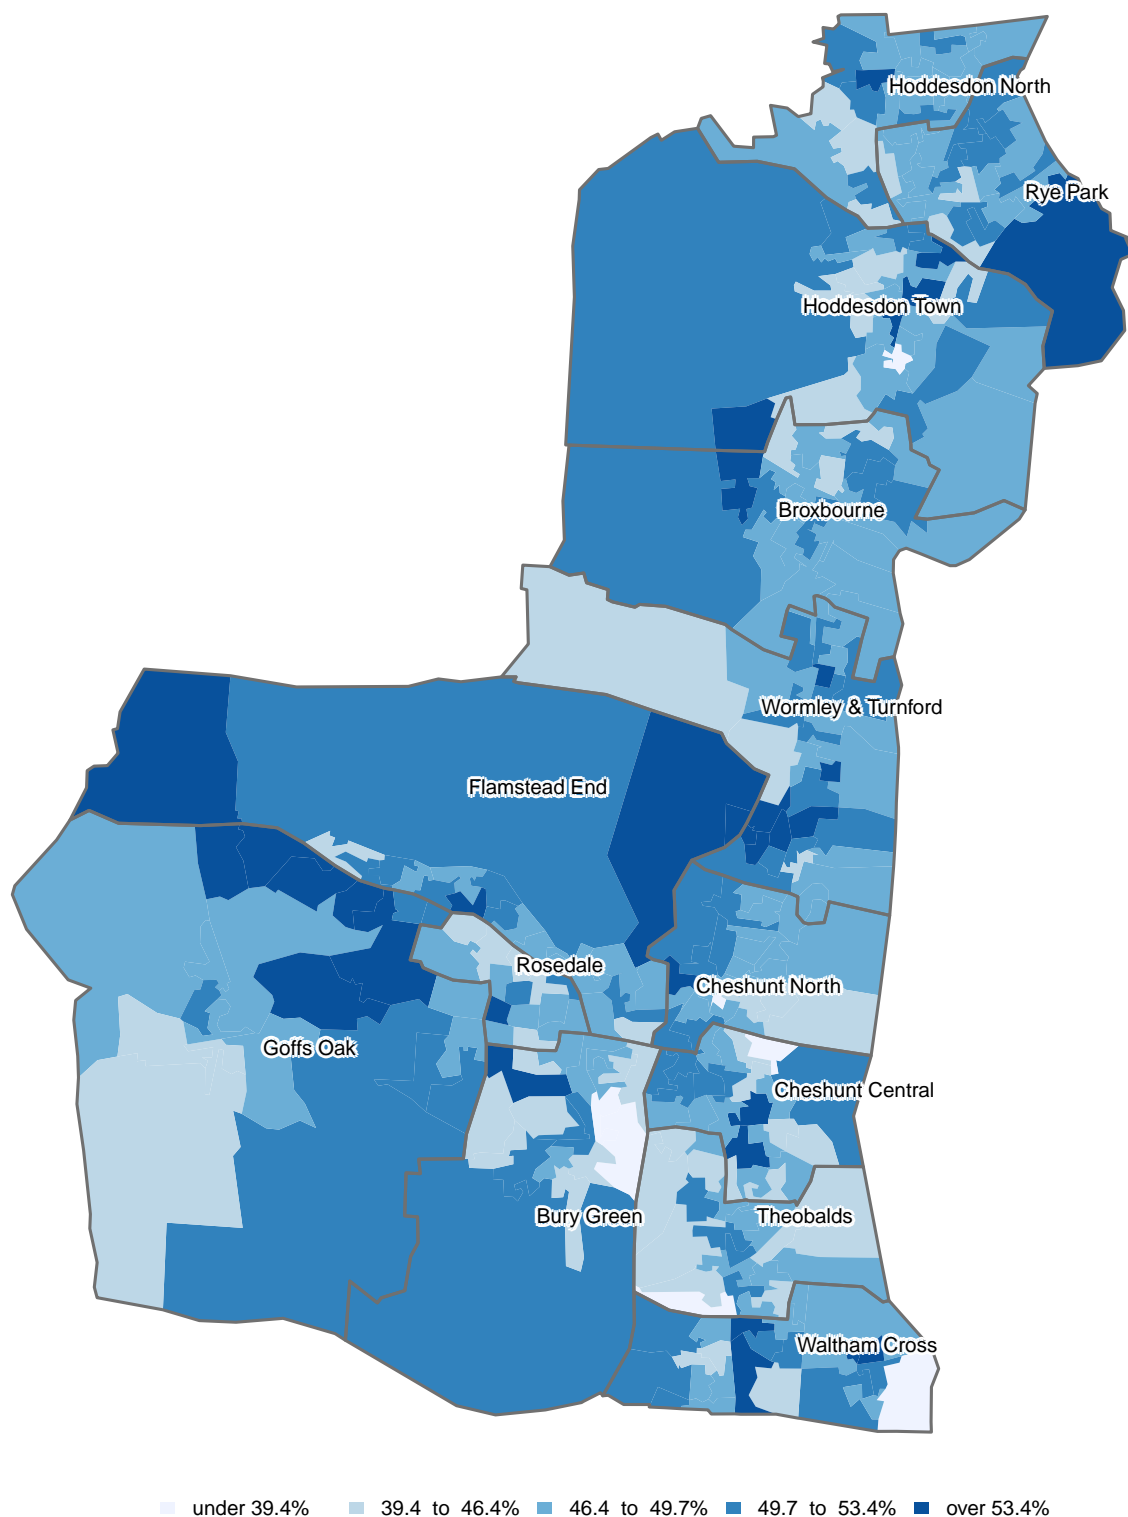 Hoddesdon North
Rye Park
Hoddesdon Town
Broxbourne
Wormley & Turnford
Flamstead End
Rosedale
Cheshunt North
Goffs Oak
Cheshunt Central
Bury Green
Theobalds
Waltham Cross
under 39.4% 39.4 to 46.4% 46.4 to 49.7% 49.7 to 53.4% over 53.4%